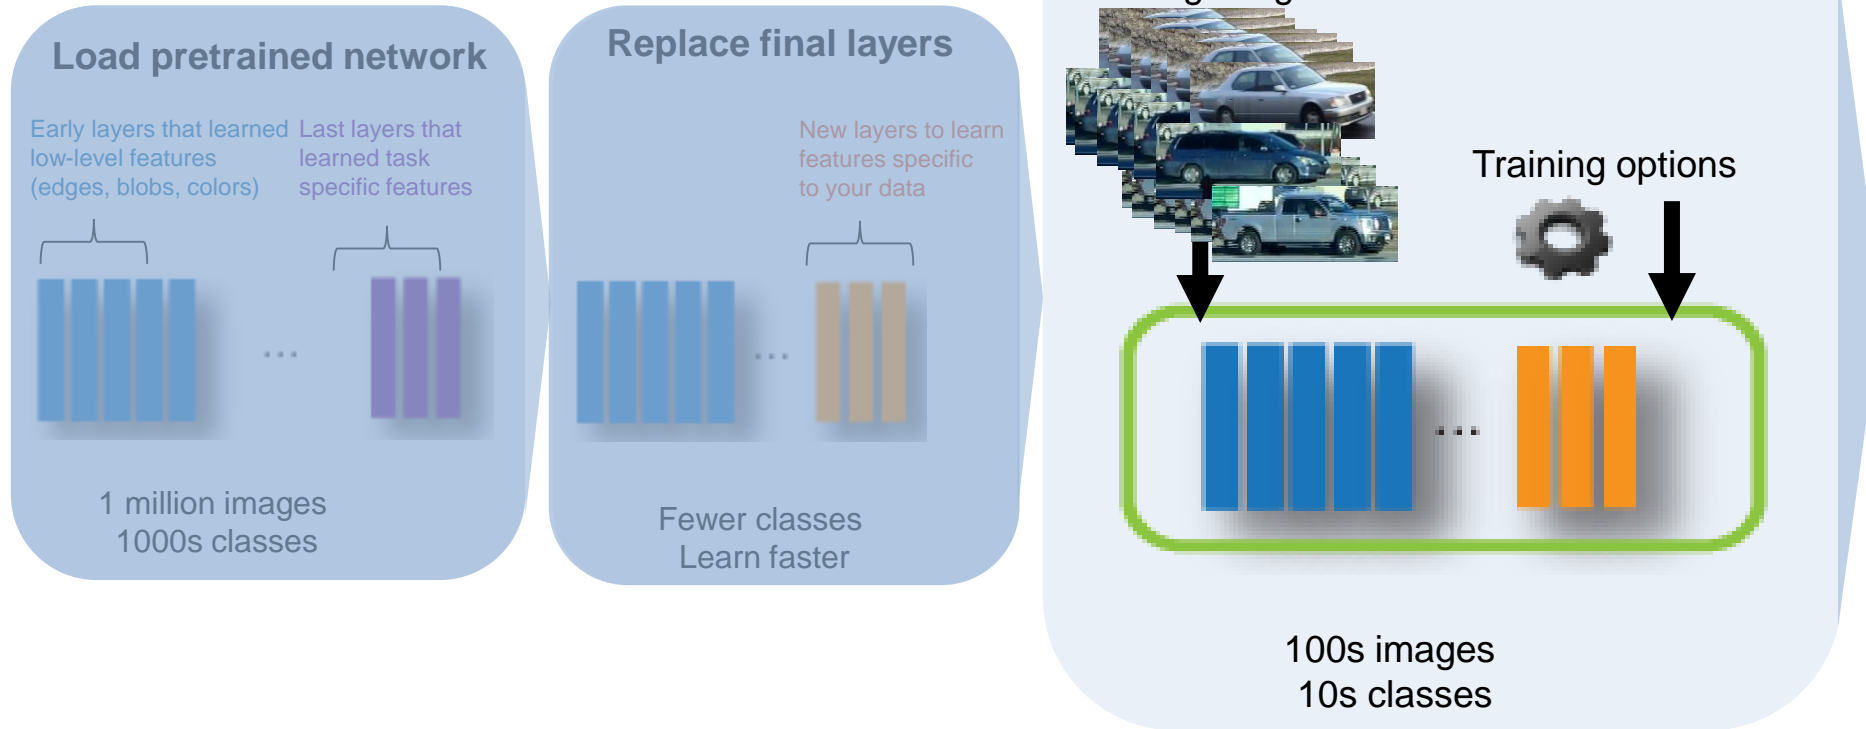 Load pretrained network
Early layers that learned
low-level features
(edges, blobs, colors)
Last layers that
learned task
specific features
...
1 million images
1000s classes
Replace final layers
New layers to learn
features specific
to your data
...
Fewer classes
Learn faster
Training options
...
100s images
10s classes